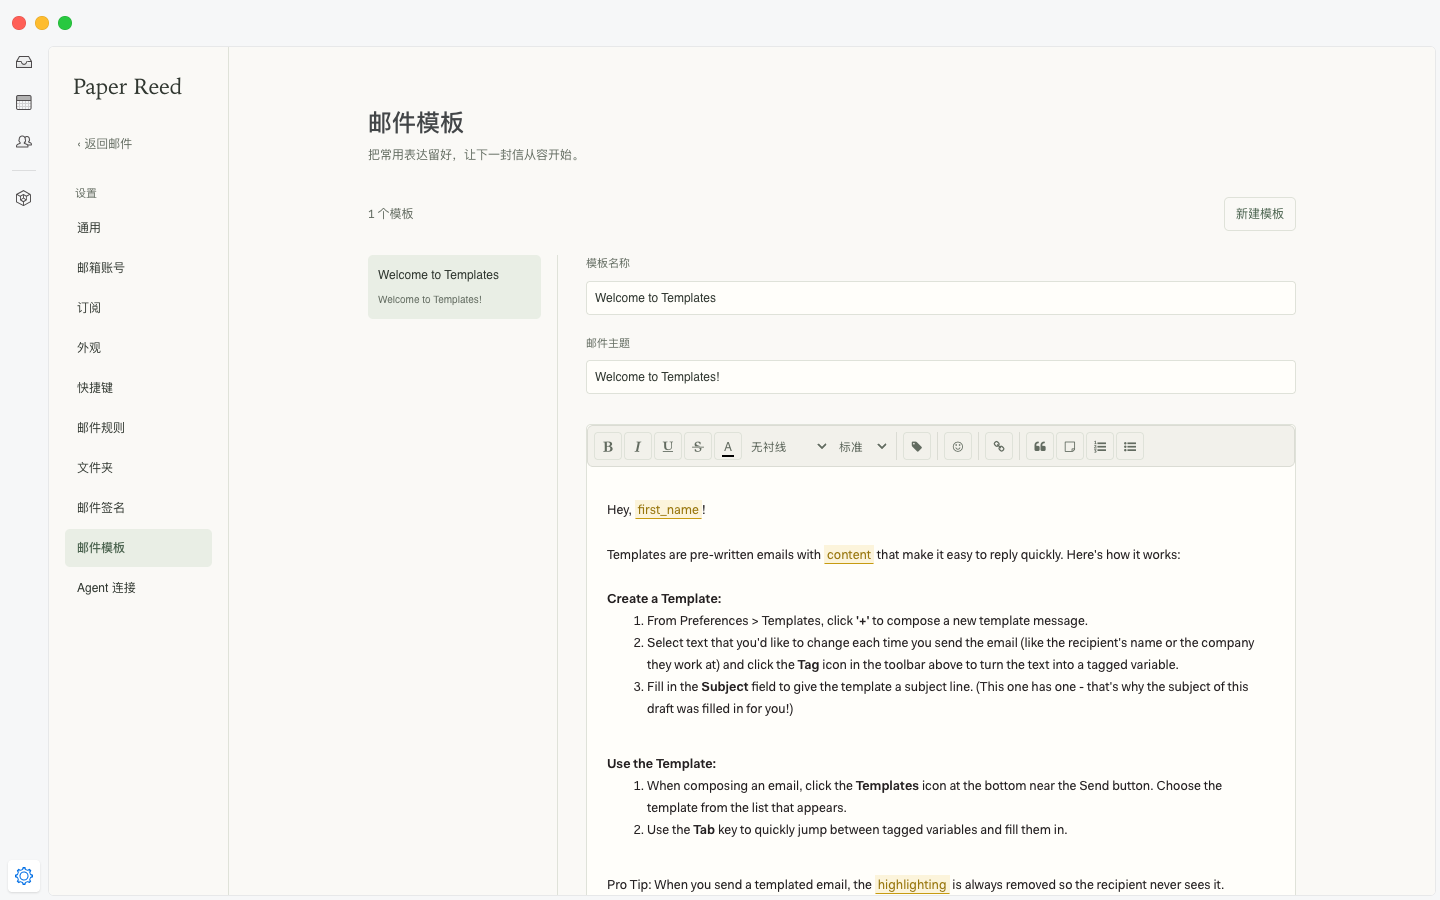 Paper Reed
‹ 返回邮件
设置
通用
邮箱账号
订阅
外观
快捷键
邮件规则
文件夹
邮件签名
邮件模板
Agent 连接
邮件模板
把常用表达留好，让下一封信从容开始。
1 个模板
新建模板
Welcome to Templates
Welcome to Templates!
模板名称
Welcome to Templates
邮件主题
Welcome to Templates!
B I U S A 无衬线 标准
Hey, first_name !
Templates are pre-written emails with content that make it easy to reply quickly. Here's how it works:
Create a Template:
1. From Preferences > Templates, click '+' to compose a new template message.
2. Select text that you'd like to change each time you send the email (like the recipient's name or the company
they work at) and click the Tag icon in the toolbar above to turn the text into a tagged variable.
3. Fill in the Subject field to give the template a subject line. (This one has one - that's why the subject of this
draft was filled in for you!)
Use the Template:
1. When composing an email, click the Templates icon at the bottom near the Send button. Choose the
template from the list that appears.
2. Use the Tab key to quickly jump between tagged variables and fill them in.
Pro Tip: When you send a templated email, the highlighting is always removed so the recipient never sees it.